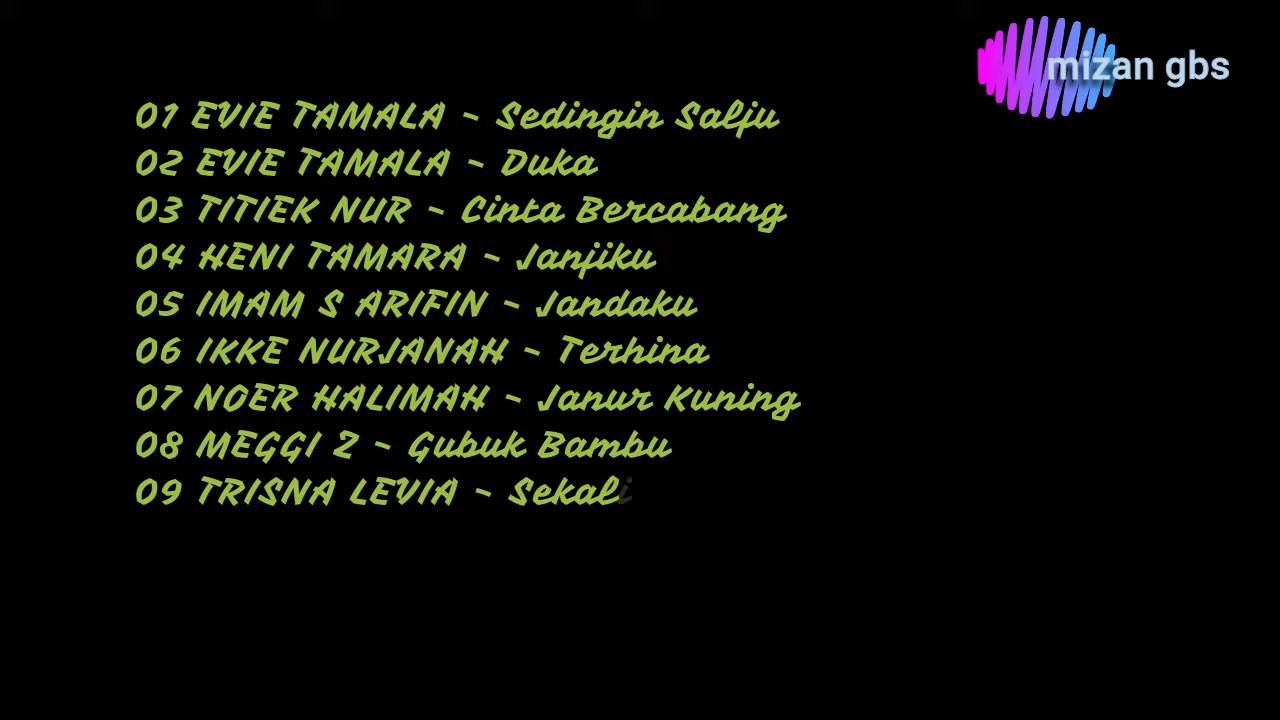 mizan gbs
01 EVIE TAMALA - Sedingin Salju
02 EVIE TAMALA - Duka
03 TITIEK NUR - Cinta Bercabang
04 HENI TAMARA - Janjiku
05 IMAM S ARIFIN - Jandaku
06 IKKE NURJANAH - Terhina
07 NOER HALIMAH - Janur Kuning
08 MEGGI Z - Gubuk Bambu
09 TRISNA LEVIA - Sekali